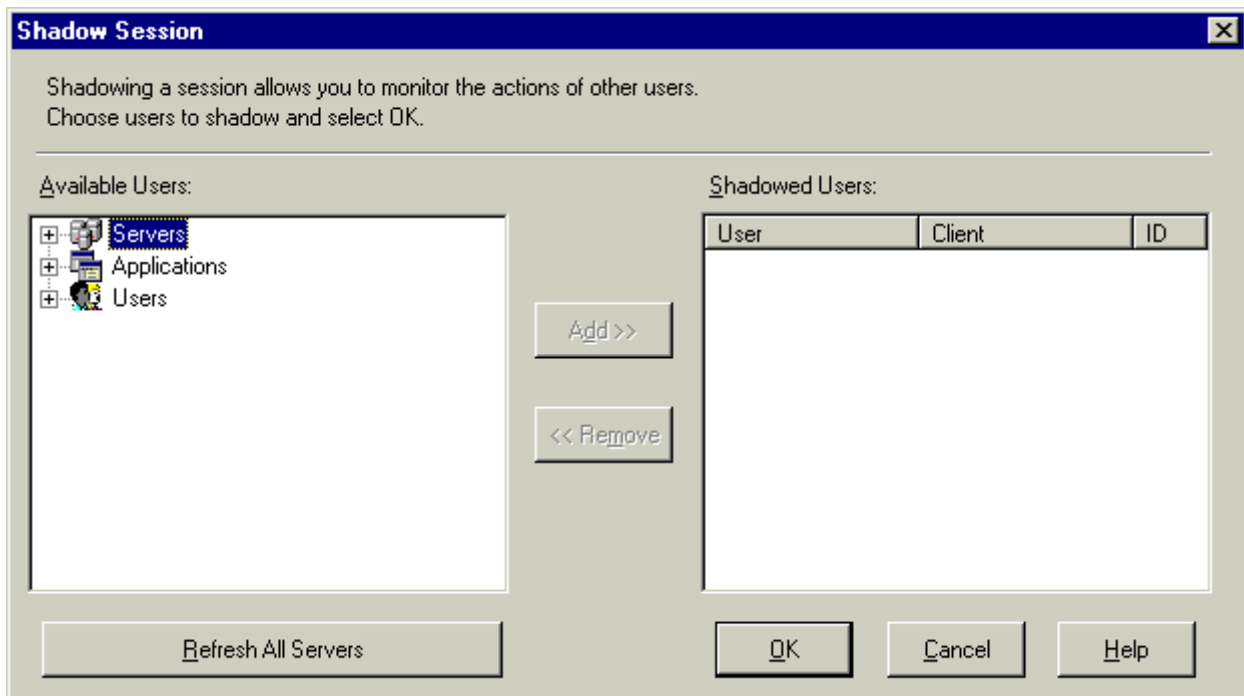 Shadow Session
Shadowing a session allows you to monitor the actions of other users.
Choose users to shadow and select OK.
Available Users:
Servers
Applications
Users
Add >>
<< Remove
Shadowed Users:
User Client ID
Refresh All Servers
OK
Cancel
Help